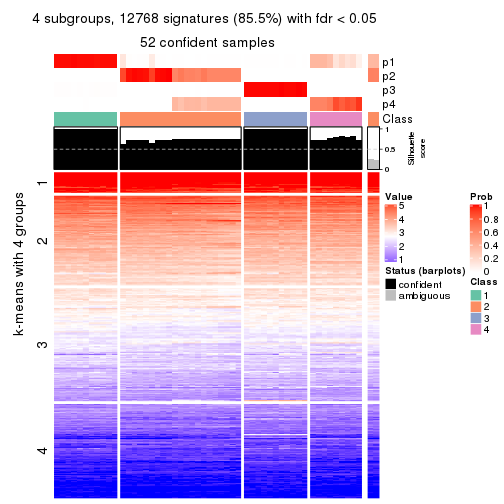 4 subgroups, 12768 signatures (85.5%) with fdr < 0.05
52 confident samples
p1
p2
p3
p4
Class
1
0.5
0
Silhouette
score
k-means with 4 groups
1
2
3
4
Value
5
4
3
2
1
Status (barplots)
confident
ambiguous
Prob
1
0.8
0.6
0.4
0.2
0
Class
1
2
3
4